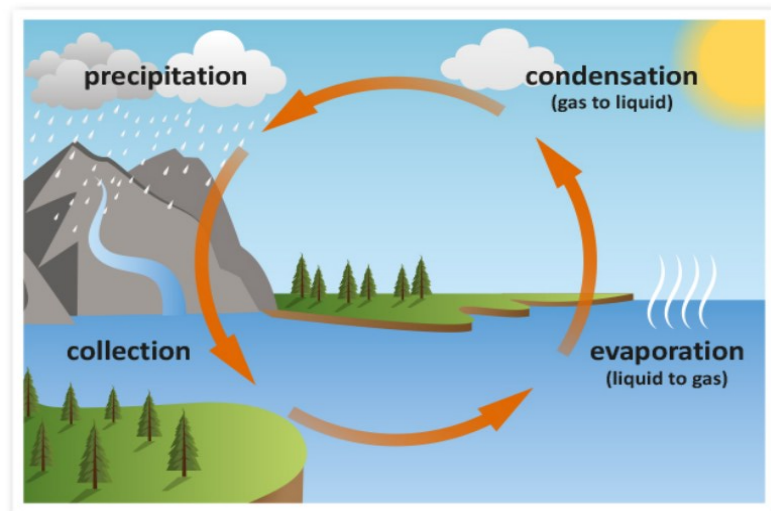 precipitation
condensation
(gas to liquid)
collection
evaporation
(liquid to gas)